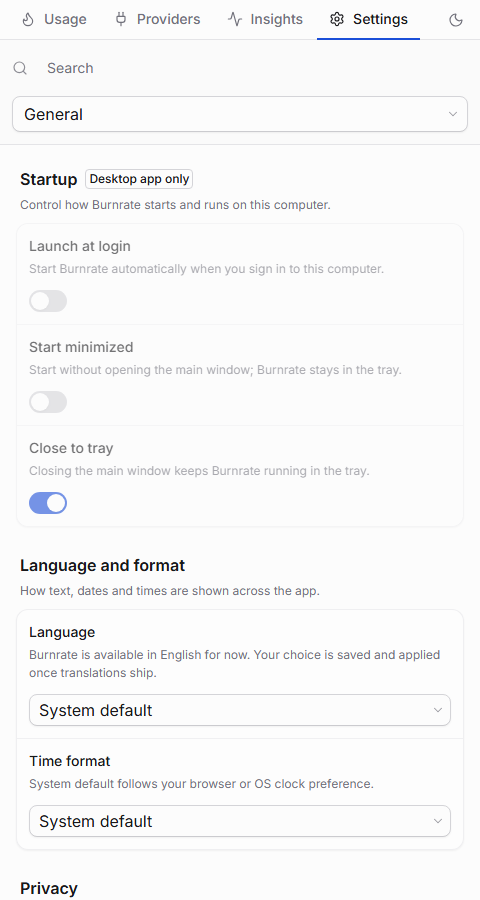 Usage Providers Insights Settings
Search
General
Startup Desktop app only
Control how Burnrate starts and runs on this computer.
Launch at login
Start Burnrate automatically when you sign in to this computer.
Start minimized
Start without opening the main window; Burnrate stays in the tray.
Close to tray
Closing the main window keeps Burnrate running in the tray.
Language and format
How text, dates and times are shown across the app.
Language
Burnrate is available in English for now. Your choice is saved and applied
once translations ship.
System default
Time format
System default follows your browser or OS clock preference.
System default
Privacy